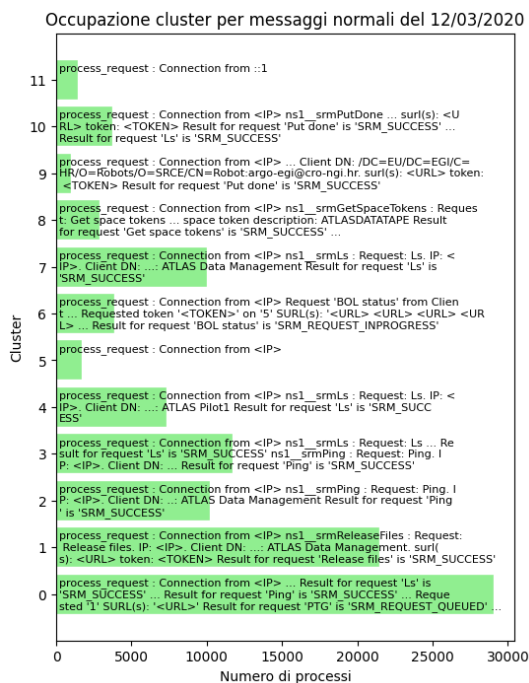 Occupazione cluster per messaggi normali del 12/03/2020
11
process_request : Connection from ::1
10
process_request : Connection from <IP> ns1__srmPutDone ... surl(s): <U
RL> token: <TOKEN> Result for request 'Put done' is 'SRM_SUCCESS' ...
Result for request 'Ls' is 'SRM_SUCCESS'
9
process_request : Connection from <IP> ... Client DN: /DC=EU/DC=EGI/C=
HR/O=Robots/O=SRCE/CN=Robot:argo-egi@cro-ngi.hr. surl(s): <URL> token:
<TOKEN> Result for request 'Put done' is 'SRM_SUCCESS'
8
process_request : Connection from <IP> ns1__srmGetSpaceTokens : Reques
t: Get space tokens ... space token description: ATLASDATATAPE Result
for request 'Get space tokens' is 'SRM_SUCCESS' ...
7
process_request : Connection from <IP> ns1__srmLs : Request: Ls. IP: <
IP>. Client DN: ...: ATLAS Data Management Result for request 'Ls' is
'SRM_SUCCESS'
6
process_request : Connection from <IP> Request 'BOL status' from Clien
t ... Requested token '<TOKEN>' on '5' SURL(s): '<URL> <URL> <URL> <UR
L> ... Result for request 'BOL status' is 'SRM_REQUEST_INPROGRESS'
5
process_request : Connection from <IP>
4
process_request : Connection from <IP> ns1__srmLs : Request: Ls. IP: <
IP>. Client DN: ...: ATLAS Pilot1 Result for request 'Ls' is 'SRM_SUCC
ESS'
3
process_request : Connection from <IP> ns1__srmLs : Request: Ls ... Re
sult for request 'Ls' is 'SRM_SUCCESS' ns1__srmPing : Request: Ping. I
P: <IP>. Client DN: ... Result for request 'Ping' is 'SRM_SUCCESS'
2
process_request : Connection from <IP> ns1__srmPing : Request: Ping. I
P: <IP>. Client DN: ..: ATLAS Data Management Result for request 'Ping
' is 'SRM_SUCCESS'
1
process_request : Connection from <IP> ns1__srmReleaseFiles : Request:
Release files. IP: <IP>. Client DN: ...: ATLAS Data Management. surl(
s): <URL> token: <TOKEN> Result for request 'Release files' is 'SRM_SUCCESS'
0
process_request : Connection from <IP> ... Result for request 'Ls' is
'SRM_SUCCESS' ... Result for request 'Ping' is 'SRM_SUCCESS' ... Reque
sted '1' SURL(s): '<URL>' Result for request 'PTG' is 'SRM_REQUEST_QUEUED' ...
Cluster
0 5000 10000 15000 20000 25000 30000
Numero di processi